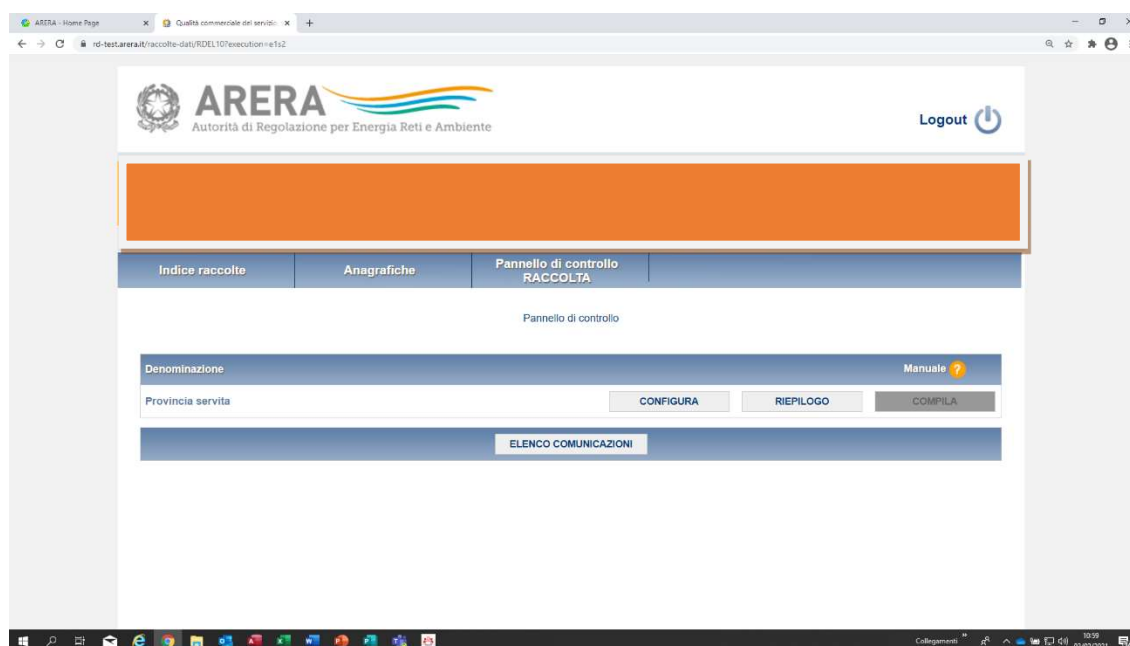 ARERA - Home Page
Qualità commerciale del servizio
rd-test.arera.it/raccolte-dati/RDEL10?execution=e1s2
ARERA
Autorità di Regolazione per Energia Reti e Ambiente
Logout
Indice raccolte
Anagrafiche
Pannello di controllo
RACCOLTA
Pannello di controllo
Denominazione
Manuale ?
Provincia servita
CONFIGURA
RIEPILOGO
COMPILA
ELENCO COMUNICAZIONI
Collegamenti
10:59